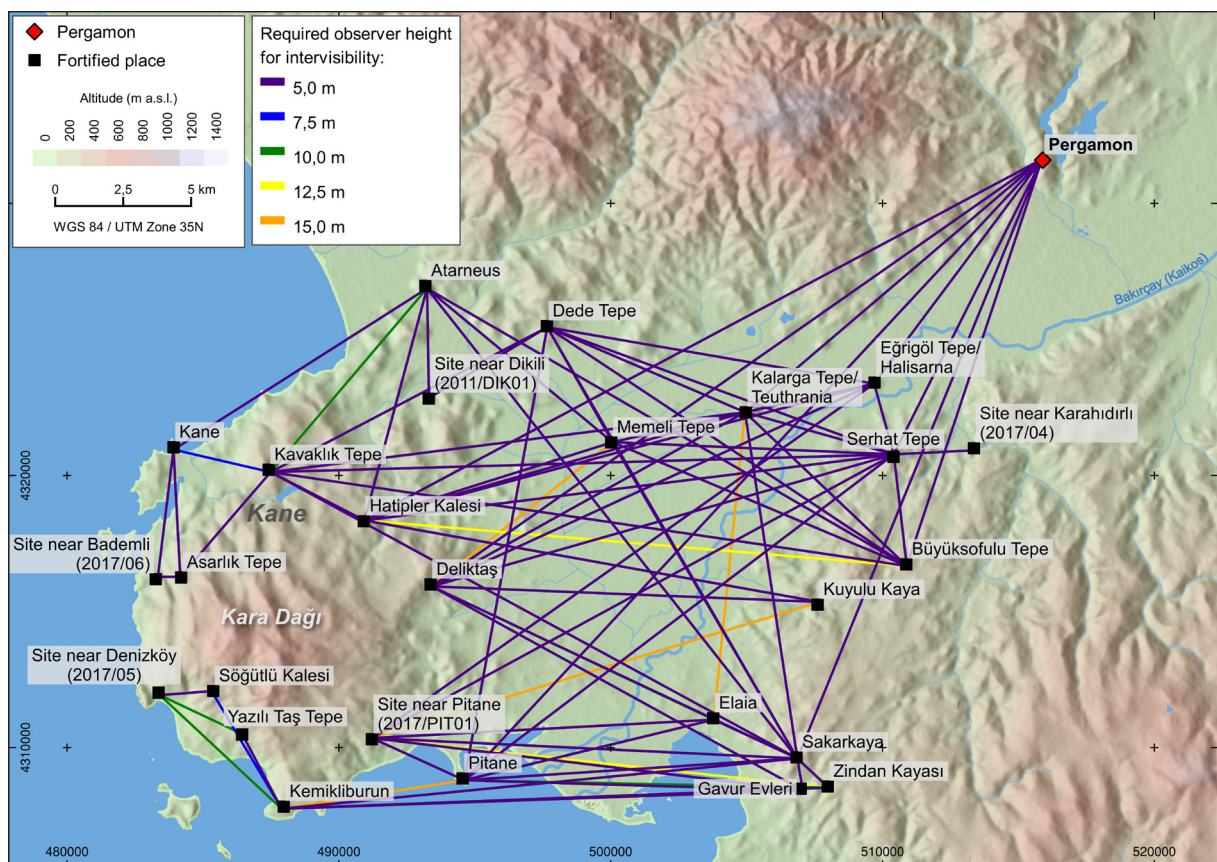 Pergamon
Fortified place
Altitude (m a.s.l.)
0 200 400 600 800 1000 1200 1400
0 2,5 5 km
WGS 84 / UTM Zone 35N
Required observer height
for intervisibility:
5,0 m
7,5 m
10,0 m
12,5 m
15,0 m
Pergamon
Bakırçay (Kaikos)
Atarneus
Dede Tepe
Site near Dikili
(2011/DIK01)
Eğrigöl Tepe/
Halisarna
Kalarga Tepe/
Teuthrania
Site near Karahıdırlı
(2017/04)
Memeli Tepe
Serhat Tepe
Kane
Kavaklık Tepe
Hatipler Kalesi
Kane
Site near Bademli
(2017/06)
Asarlık Tepe
Deliktaş
Büyüksofulu Tepe
Kuyulu Kaya
Kara Dağı
Site near Denizköy
(2017/05)
Söğütlü Kalesi
Yazılı Taş Tepe
Site near Pitane
(2017/PIT01)
Elaia
Sakarkaya
Pitane
Zindan Kayası
Gavur Evleri
Kemikliburun
4320000
4310000
480000 490000 500000 510000 520000